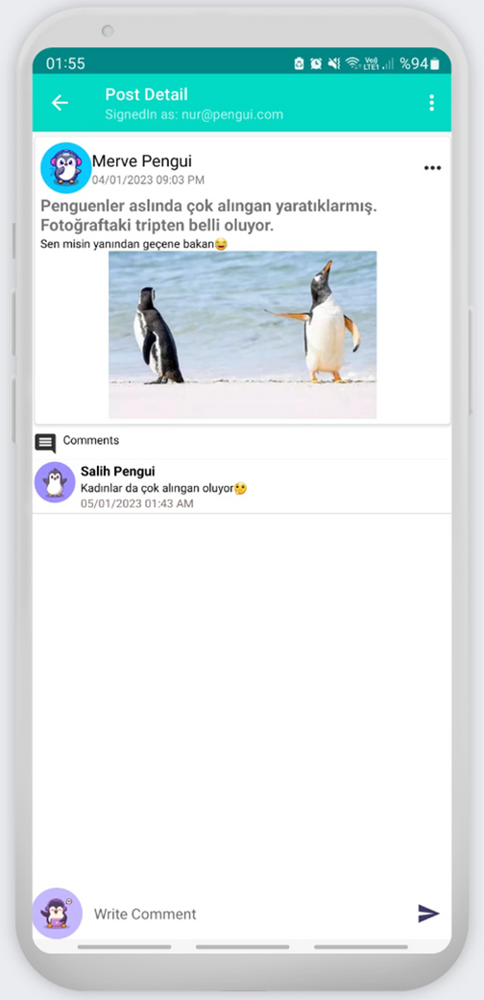 01:55
Vo)) LTE1 %94
Post Detail
SignedIn as: nur@pengui.com
Merve Pengui
04/01/2023 09:03 PM
Penguenler aslında çok alıngan yaratıklarmış.
Fotoğraftaki tripten belli oluyor.
Sen misin yanından geçene bakan😂
Comments
Salih Pengui
Kadınlar da çok alıngan oluyor🤔
05/01/2023 01:43 AM
Write Comment